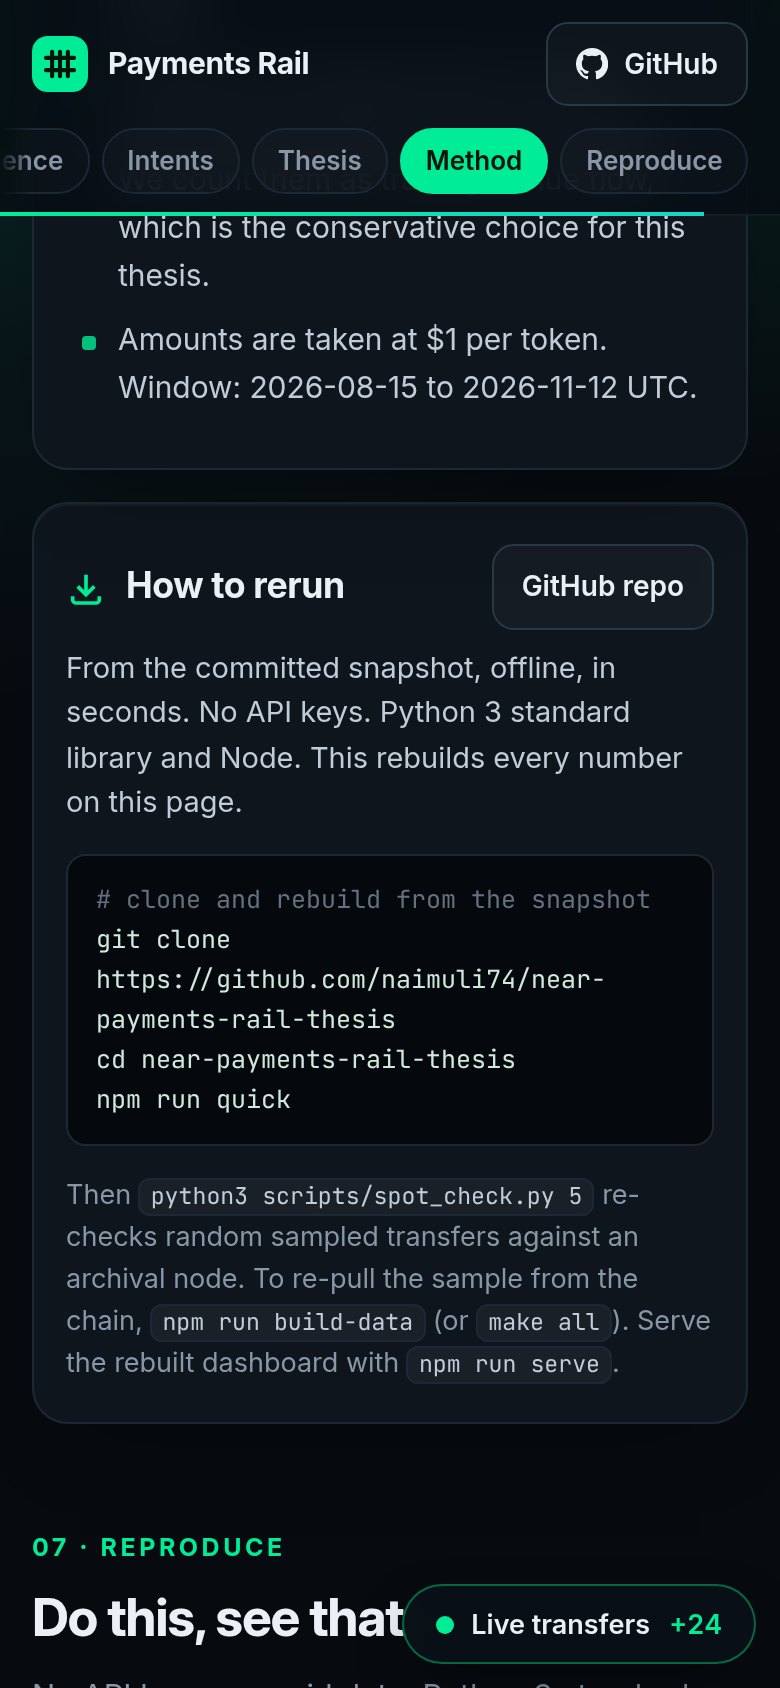 Payments Rail
GitHub
ence
Intents
Thesis
Method
Reproduce
which is the conservative choice for this
thesis.
Amounts are taken at $1 per token.
Window: 2026-08-15 to 2026-11-12 UTC.
How to rerun
GitHub repo
From the committed snapshot, offline, in
seconds. No API keys. Python 3 standard
library and Node. This rebuilds every number
on this page.
# clone and rebuild from the snapshot
git clone
https://github.com/naimuli74/near-
payments-rail-thesis
cd near-payments-rail-thesis
npm run quick
Then python3 scripts/spot_check.py 5 re-
checks random sampled transfers against an
archival node. To re-pull the sample from the
chain, npm run build-data (or make all). Serve
the rebuilt dashboard with npm run serve.
07 · REPRODUCE
Do this, see that
Live transfers +24